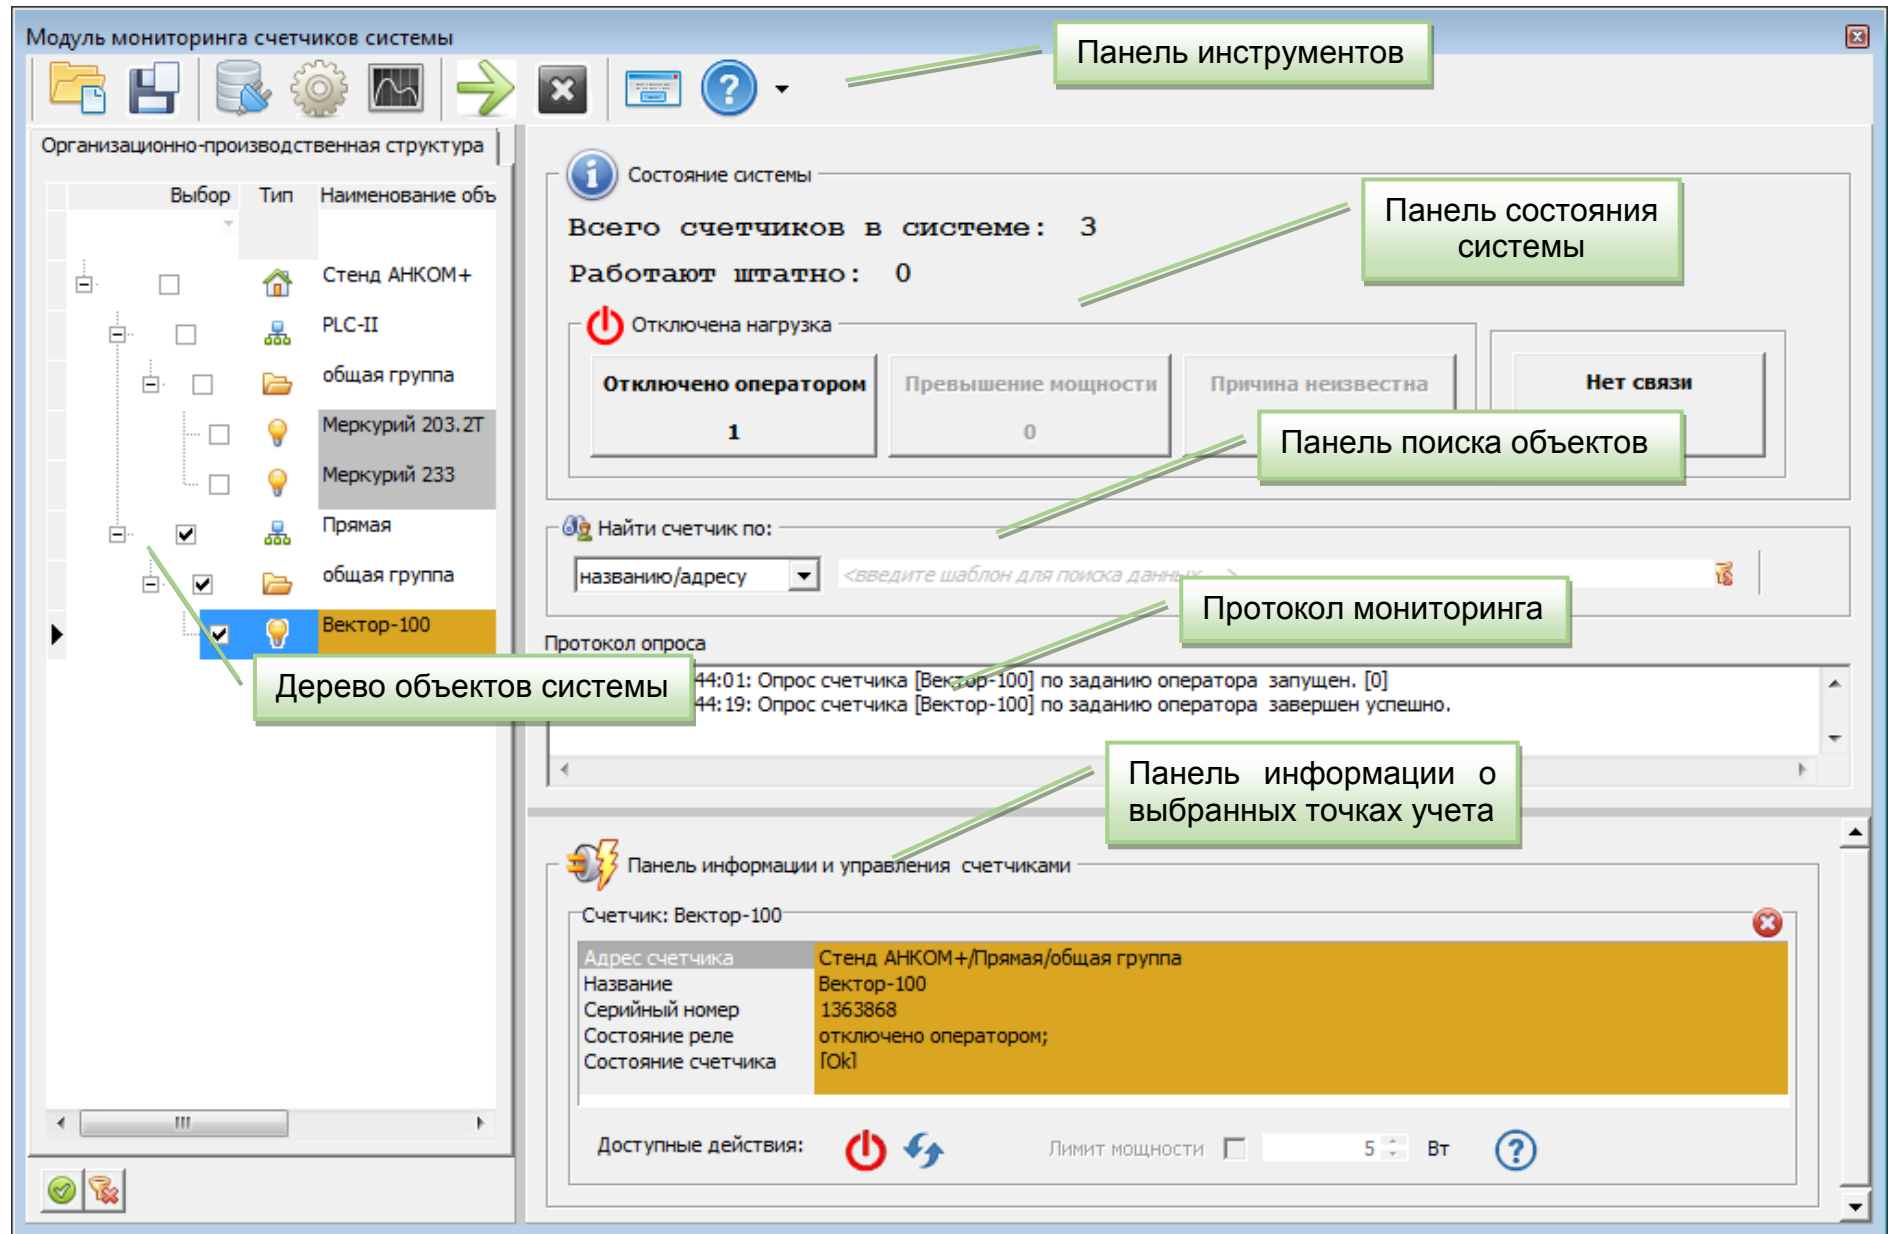 Модуль мониторинга счетчиков системы
Панель инструментов
Организационно-производственная структура
Выбор Тип Наименование объ
Стенд АНКОМ+
PLC-II
общая группа
Меркурий 203.2Т
Меркурий 233
Прямая
общая группа
Вектор-100
Дерево объектов системы
Состояние системы
Всего счетчиков в системе: 3
Работают штатно: 0
Панель состояния
системы
Отключена нагрузка
Отключено оператором
1
Превышение мощности
0
Причина неизвестна
Нет связи
Панель поиска объектов
Найти счетчик по:
названию/адресу
<введите шаблон для поиска данных...>
Протокол мониторинга
Протокол опроса
44:01: Опрос счетчика [Вектор-100] по заданию оператора запущен. [0]
44:19: Опрос счетчика [Вектор-100] по заданию оператора завершен успешно.
Панель информации о
выбранных точках учета
Панель информации и управления счетчиками
Счетчик: Вектор-100
Адрес счетчика Стенд АНКОМ+/Прямая/общая группа
Название Вектор-100
Серийный номер 1363868
Состояние реле отключено оператором;
Состояние счетчика [Ok]
Доступные действия: Лимит мощности 5 Вт